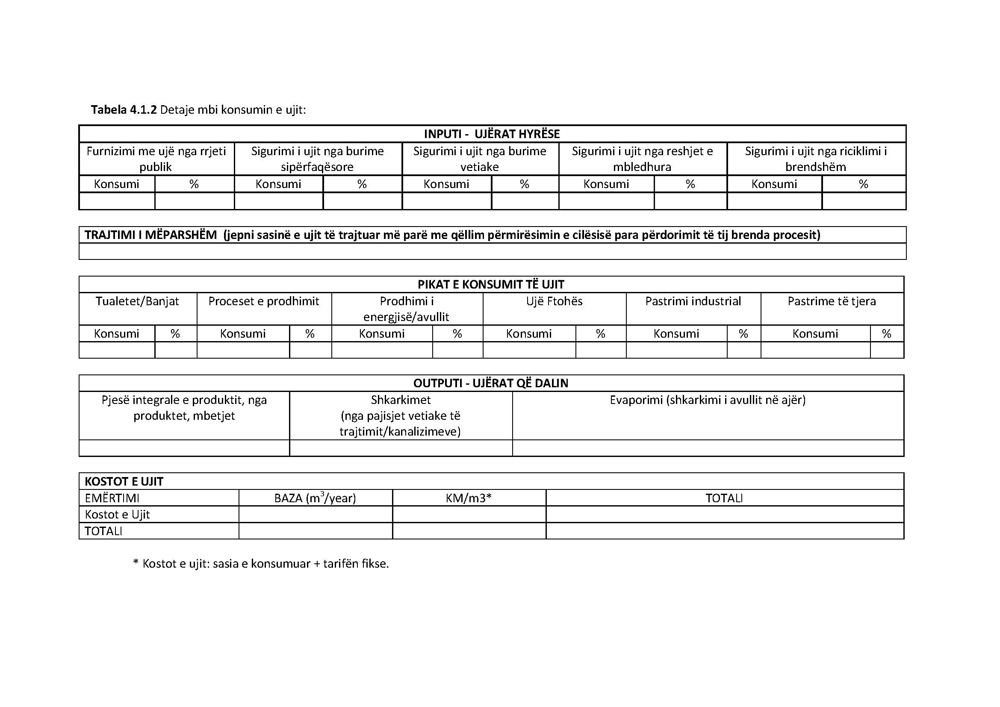 Tabela 4.1.2 Detaje mbi konsumin e ujit:
INPUTI - UJËRAT HYRËSE
Furnizimi me ujë nga rrjeti publik
Sigurimi i ujit nga burime sipërfaqësore
Sigurimi i ujit nga burime vetiake
Sigurimi i ujit nga reshjet e mbledhura
Sigurimi i ujit nga riciklimi i brendshëm
Konsumi % Konsumi % Konsumi % Konsumi % Konsumi %
TRAJTIMI I MËPARSHËM (jepni sasinë e ujit të trajtuar më parë me qëllim përmirësimin e cilësisë para përdorimit të tij brenda procesit)
PIKAT E KONSUMIT TË UJIT
Tualetet/Banjat
Proceset e prodhimit
Prodhimi i energjisë/avullit
Ujë Ftohës
Pastrimi industrial
Pastrime të tjera
Konsumi % Konsumi % Konsumi % Konsumi % Konsumi % Konsumi %
OUTPUTI - UJËRAT QË DALIN
Pjesë integrale e produktit, nga produktet, mbetjet
Shkarkimet
(nga pajisjet vetiake të trajtimit/kanalizimeve)
Evaporimi (shkarkimi i avullit në ajër)
KOSTOT E UJIT
EMËRTIMI BAZA (m³/year) KM/m3* TOTALI
Kostot e Ujit
TOTALI
* Kostot e ujit: sasia e konsumuar + tarifën fikse.